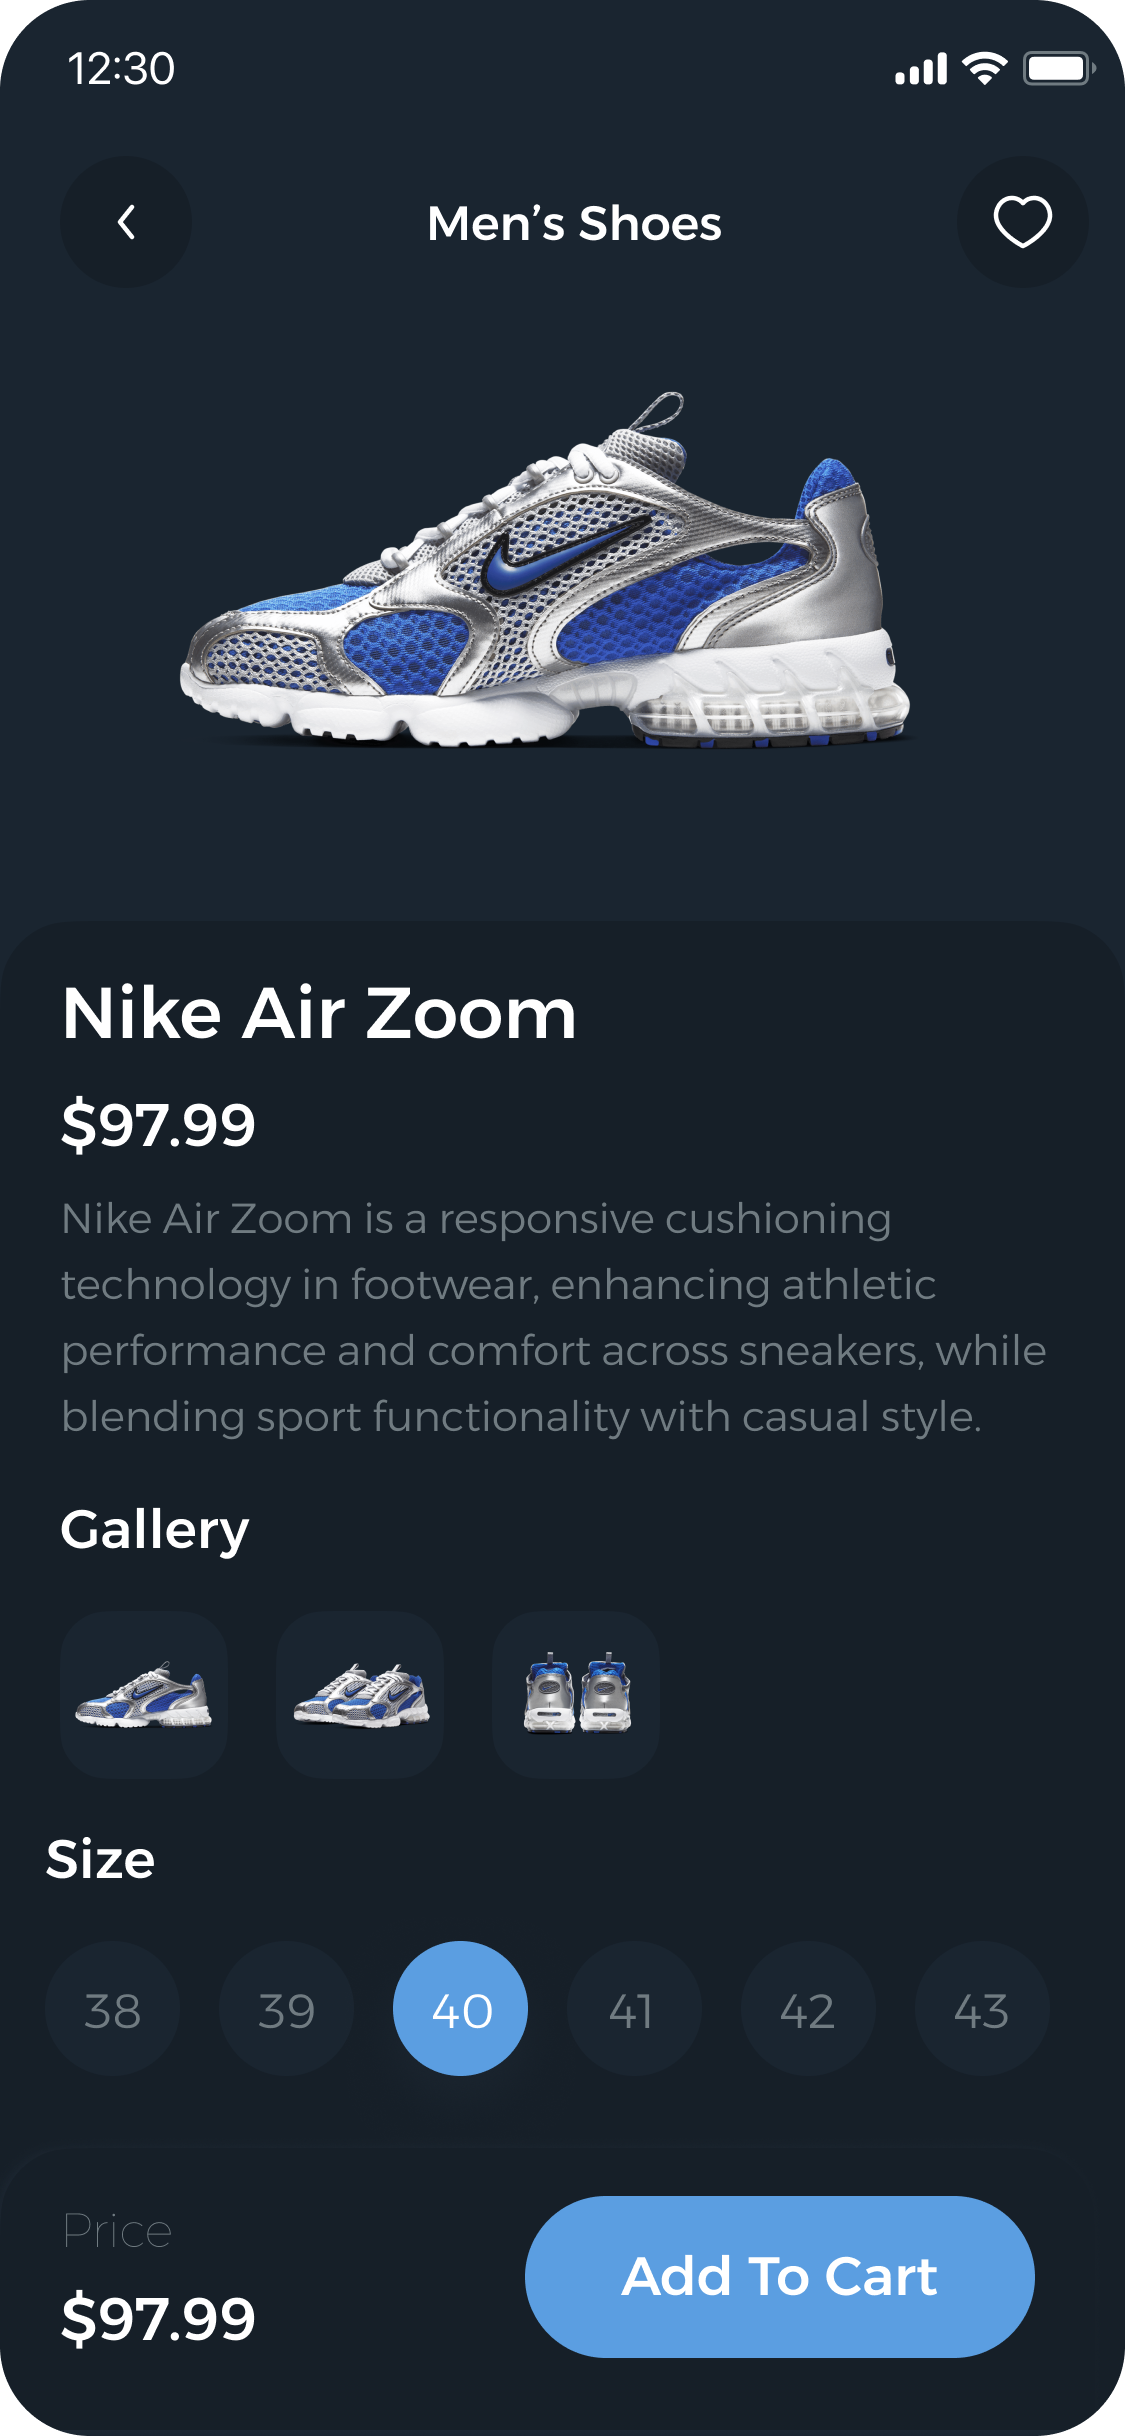 12:30
Men’s Shoes
Nike Air Zoom
$97.99
Nike Air Zoom is a responsive cushioning
technology in footwear, enhancing athletic
performance and comfort across sneakers, while
blending sport functionality with casual style.
Gallery
Size
38 39 40 41 42 43
Price
$97.99
Add To Cart